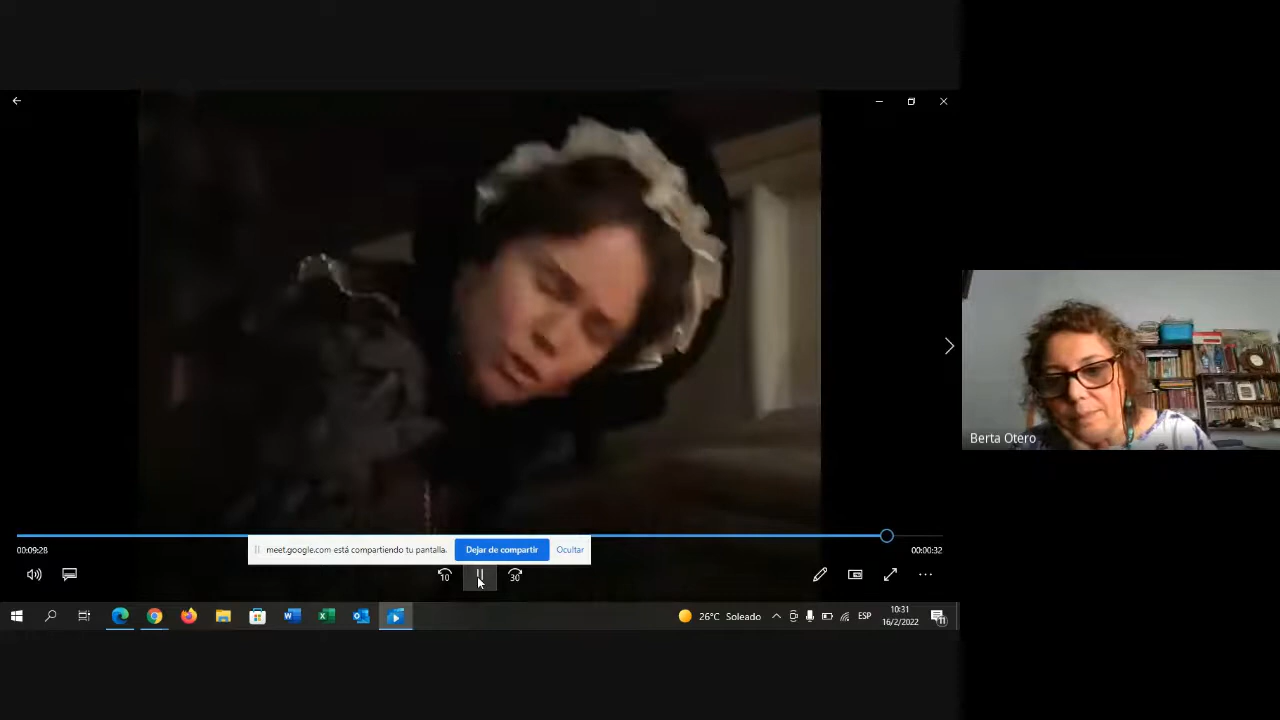 Berta Otero
00:09:28
meet.google.com está compartiendo tu pantalla.
Dejar de compartir
Ocultar
00:00:32
10
30
26°C Soleado
ESP
10:31
16/2/2022
11